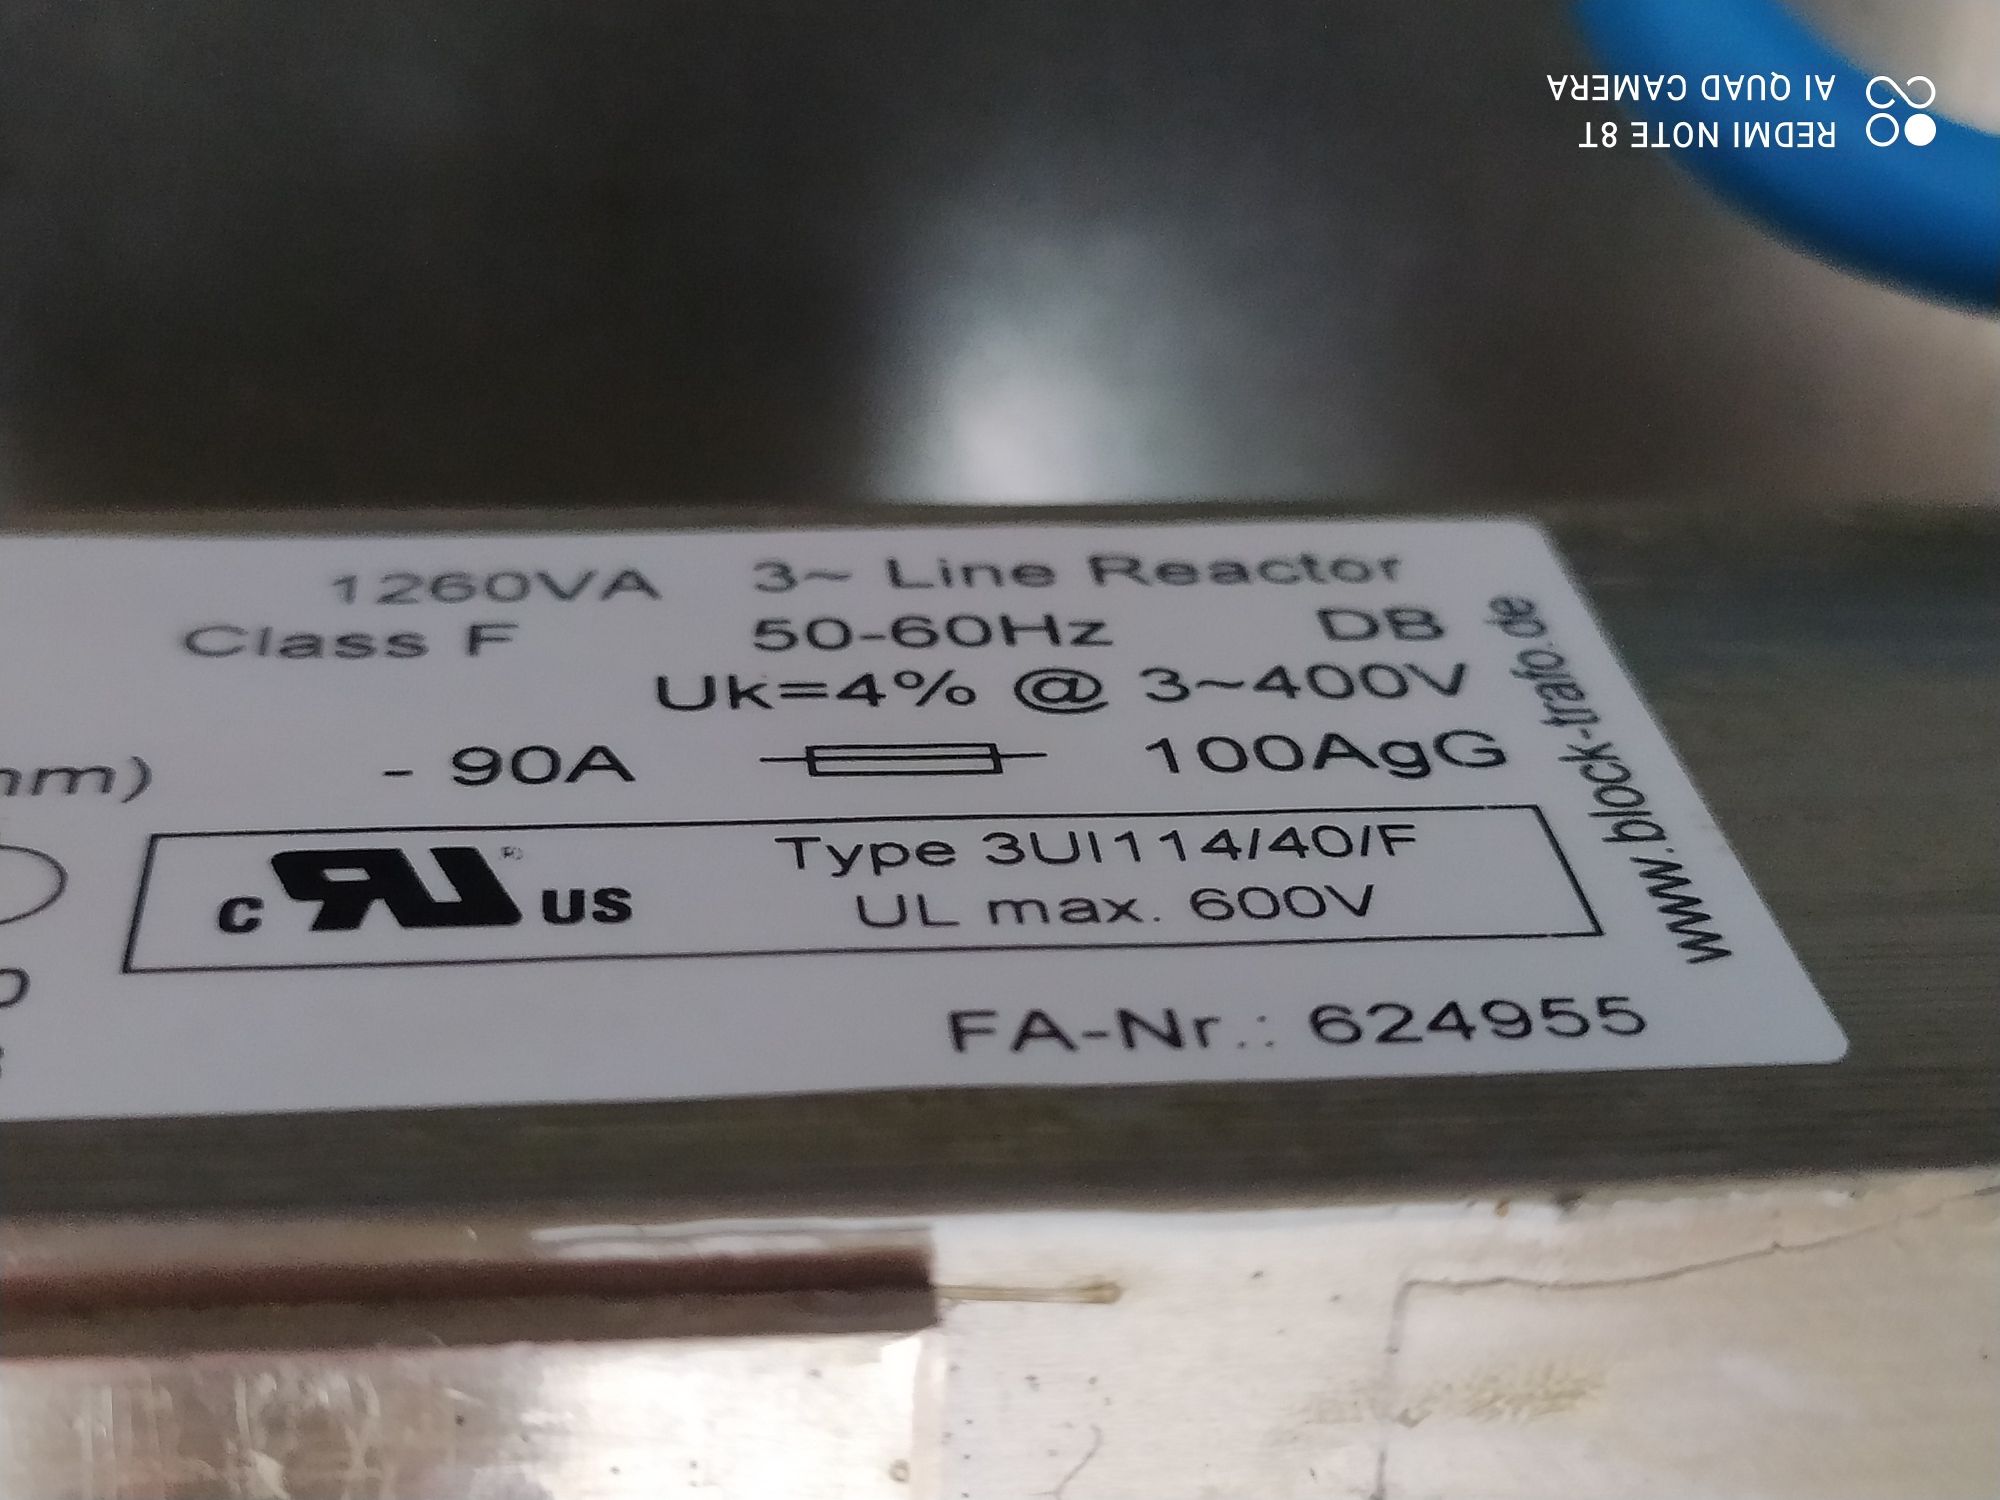 1260VA 3~ Line Reactor
Class F 50-60Hz DB
Uk=4% @ 3~400V
- 90A 100AgG
c RU ® US
Type 3UI114/40/F
UL max. 600V
FA-Nr.: 624955
www.block-trafo.de
REDMI NOTE 8T
AI QUAD CAMERA